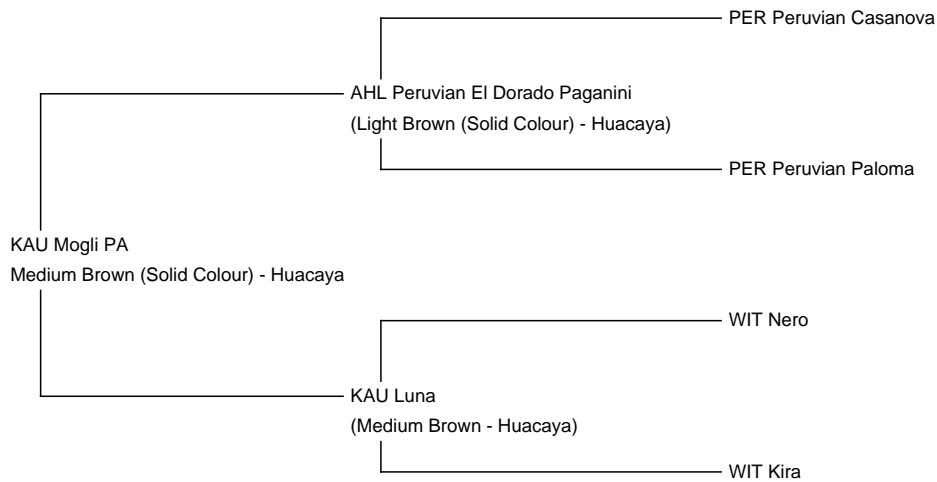 PER Peruvian Casanova
AHL Peruvian El Dorado Paganini
(Light Brown (Solid Colour) - Huacaya)
PER Peruvian Paloma
KAU Mogli PA
Medium Brown (Solid Colour) - Huacaya
WIT Nero
KAU Luna
(Medium Brown - Huacaya)
WIT Kira